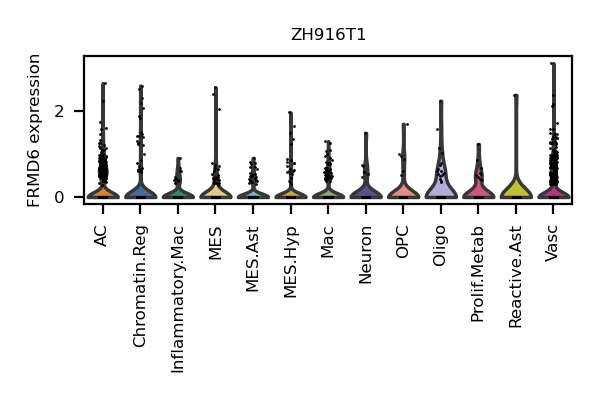 ZH916T1
FRMD6 expression
2
0
AC
Chromatin.Reg
Inflammatory.Mac
MES
MES.Ast
MES.Hyp
Mac
Neuron
OPC
Oligo
Prolif.Metab
Reactive.Ast
Vasc